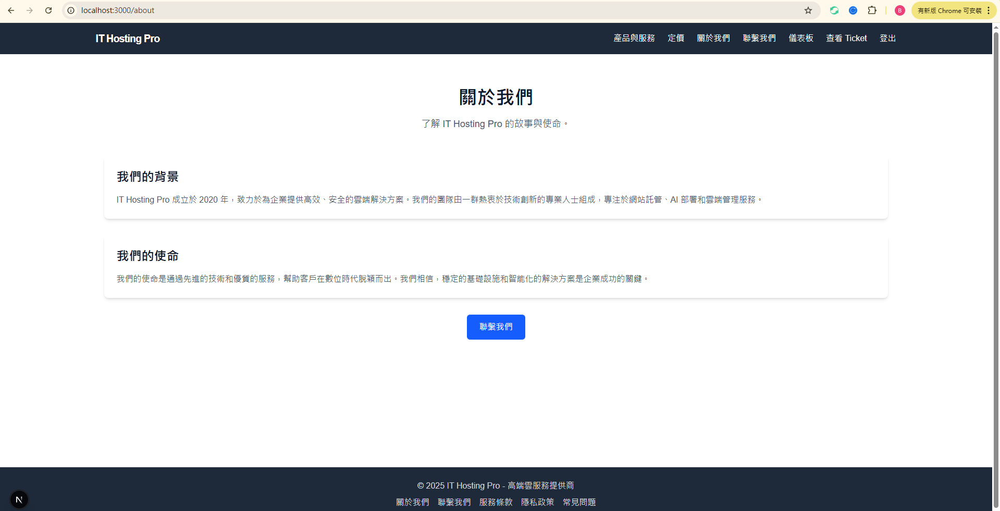 localhost:3000/about
B
有新版 Chrome 可安裝
IT Hosting Pro 產品與服務 定價 關於我們 聯繫我們 儀表板 查看 Ticket 登出
關於我們
了解 IT Hosting Pro 的故事與使命。
我們的背景
IT Hosting Pro 成立於 2020 年，致力於為企業提供高效、安全的雲端解決方案。我們的團隊由一群熱衷於技術創新的專業人士組成，專注於網站託管、AI 部署和雲端管理服務。
我們的使命
我們的使命是通過先進的技術和優質的服務，幫助客戶在數位時代脫穎而出。我們相信，穩定的基礎設施和智能化的解決方案是企業成功的關鍵。
聯繫我們
© 2025 IT Hosting Pro - 高端雲服務提供商
關於我們 聯繫我們 服務條款 隱私政策 常見問題
N